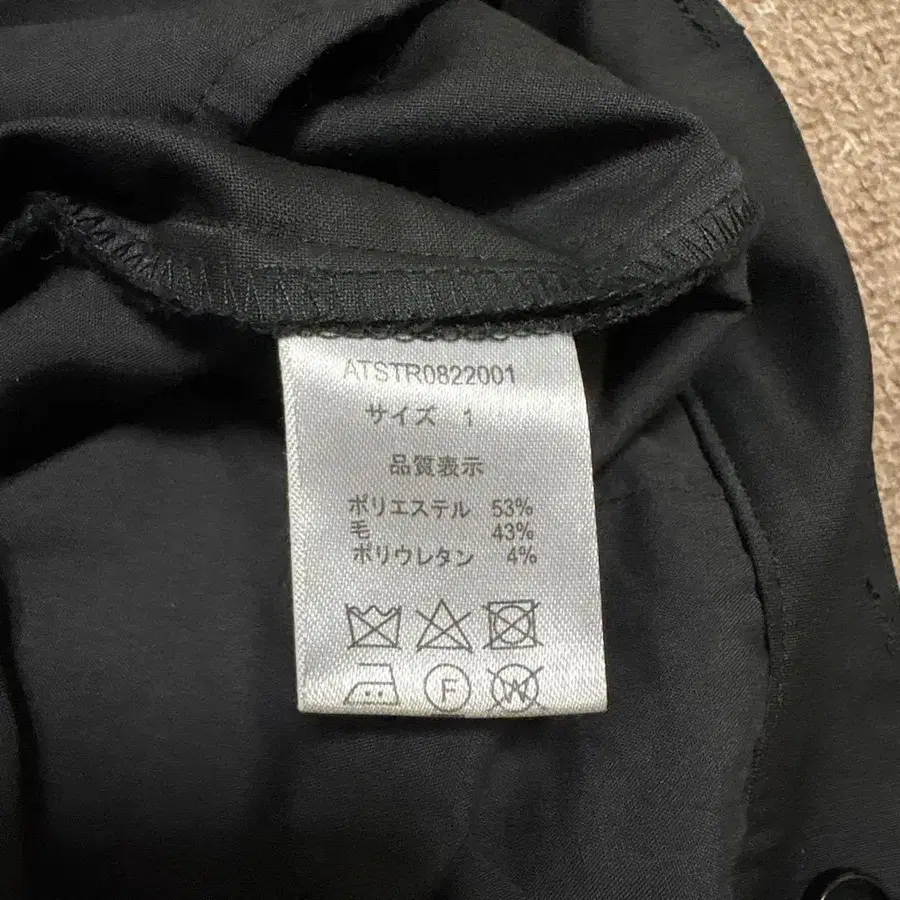 ATSTR0822001
サイズ 1
品質表示
ポリエステル 53%
毛 43%
ポリウレタン 4%
F W